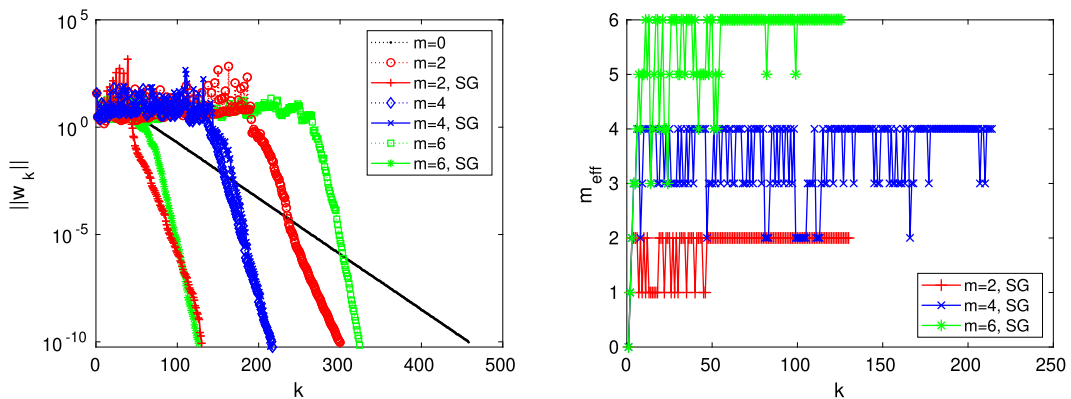 10^5
10^0
10^-5
10^-10
||w_k||
0 100 200 300 400 500
k
m=0
m=2
m=2, SG
m=4
m=4, SG
m=6
m=6, SG
6
5
4
3
2
1
0
m_eff
0 50 100 150 200 250
k
m=2, SG
m=4, SG
m=6, SG